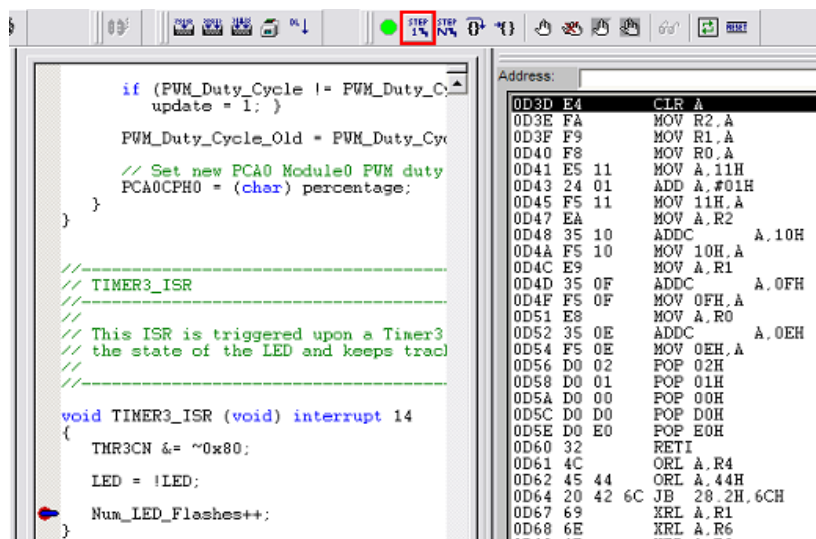 STEP 1 STEP N
RESET
if (PWM_Duty_Cycle != PWM_Duty_Cy
update = 1; }
PWM_Duty_Cycle_Old = PWM_Duty_Cy
// Set new PCA0 Module0 PWM duty
PCA0CPH0 = (char) percentage;
}
}
//-----------------------------------------
// TIMER3_ISR
//-----------------------------------------
//
// This ISR is triggered upon a Timer3
// the state of the LED and keeps trac
//
//-----------------------------------------
void TIMER3_ISR (void) interrupt 14
{
TMR3CN &= ~0x80;
LED = !LED;
Num_LED_Flashes++;
}
Address:
0D3D E4 CLR A
0D3E FA MOV R2,A
0D3F F9 MOV R1,A
0D40 F8 MOV R0,A
0D41 E5 11 MOV A,11H
0D43 24 01 ADD A,#01H
0D45 F5 11 MOV 11H,A
0D47 EA MOV A,R2
0D48 35 10 ADDC A,10H
0D4A F5 10 MOV 10H,A
0D4C E9 MOV A,R1
0D4D 35 0F ADDC A,0FH
0D4F F5 0F MOV 0FH,A
0D51 E8 MOV A,R0
0D52 35 0E ADDC A,0EH
0D54 F5 0E MOV 0EH,A
0D56 D0 02 POP 02H
0D58 D0 01 POP 01H
0D5A D0 00 POP 00H
0D5C D0 D0 POP D0H
0D5E D0 E0 POP E0H
0D60 32 RETI
0D61 4C ORL A,R4
0D62 45 44 ORL A,44H
0D64 20 42 6C JB 28.2H,6CH
0D67 69 XRL A,R1
0D68 6E XRL A,R6